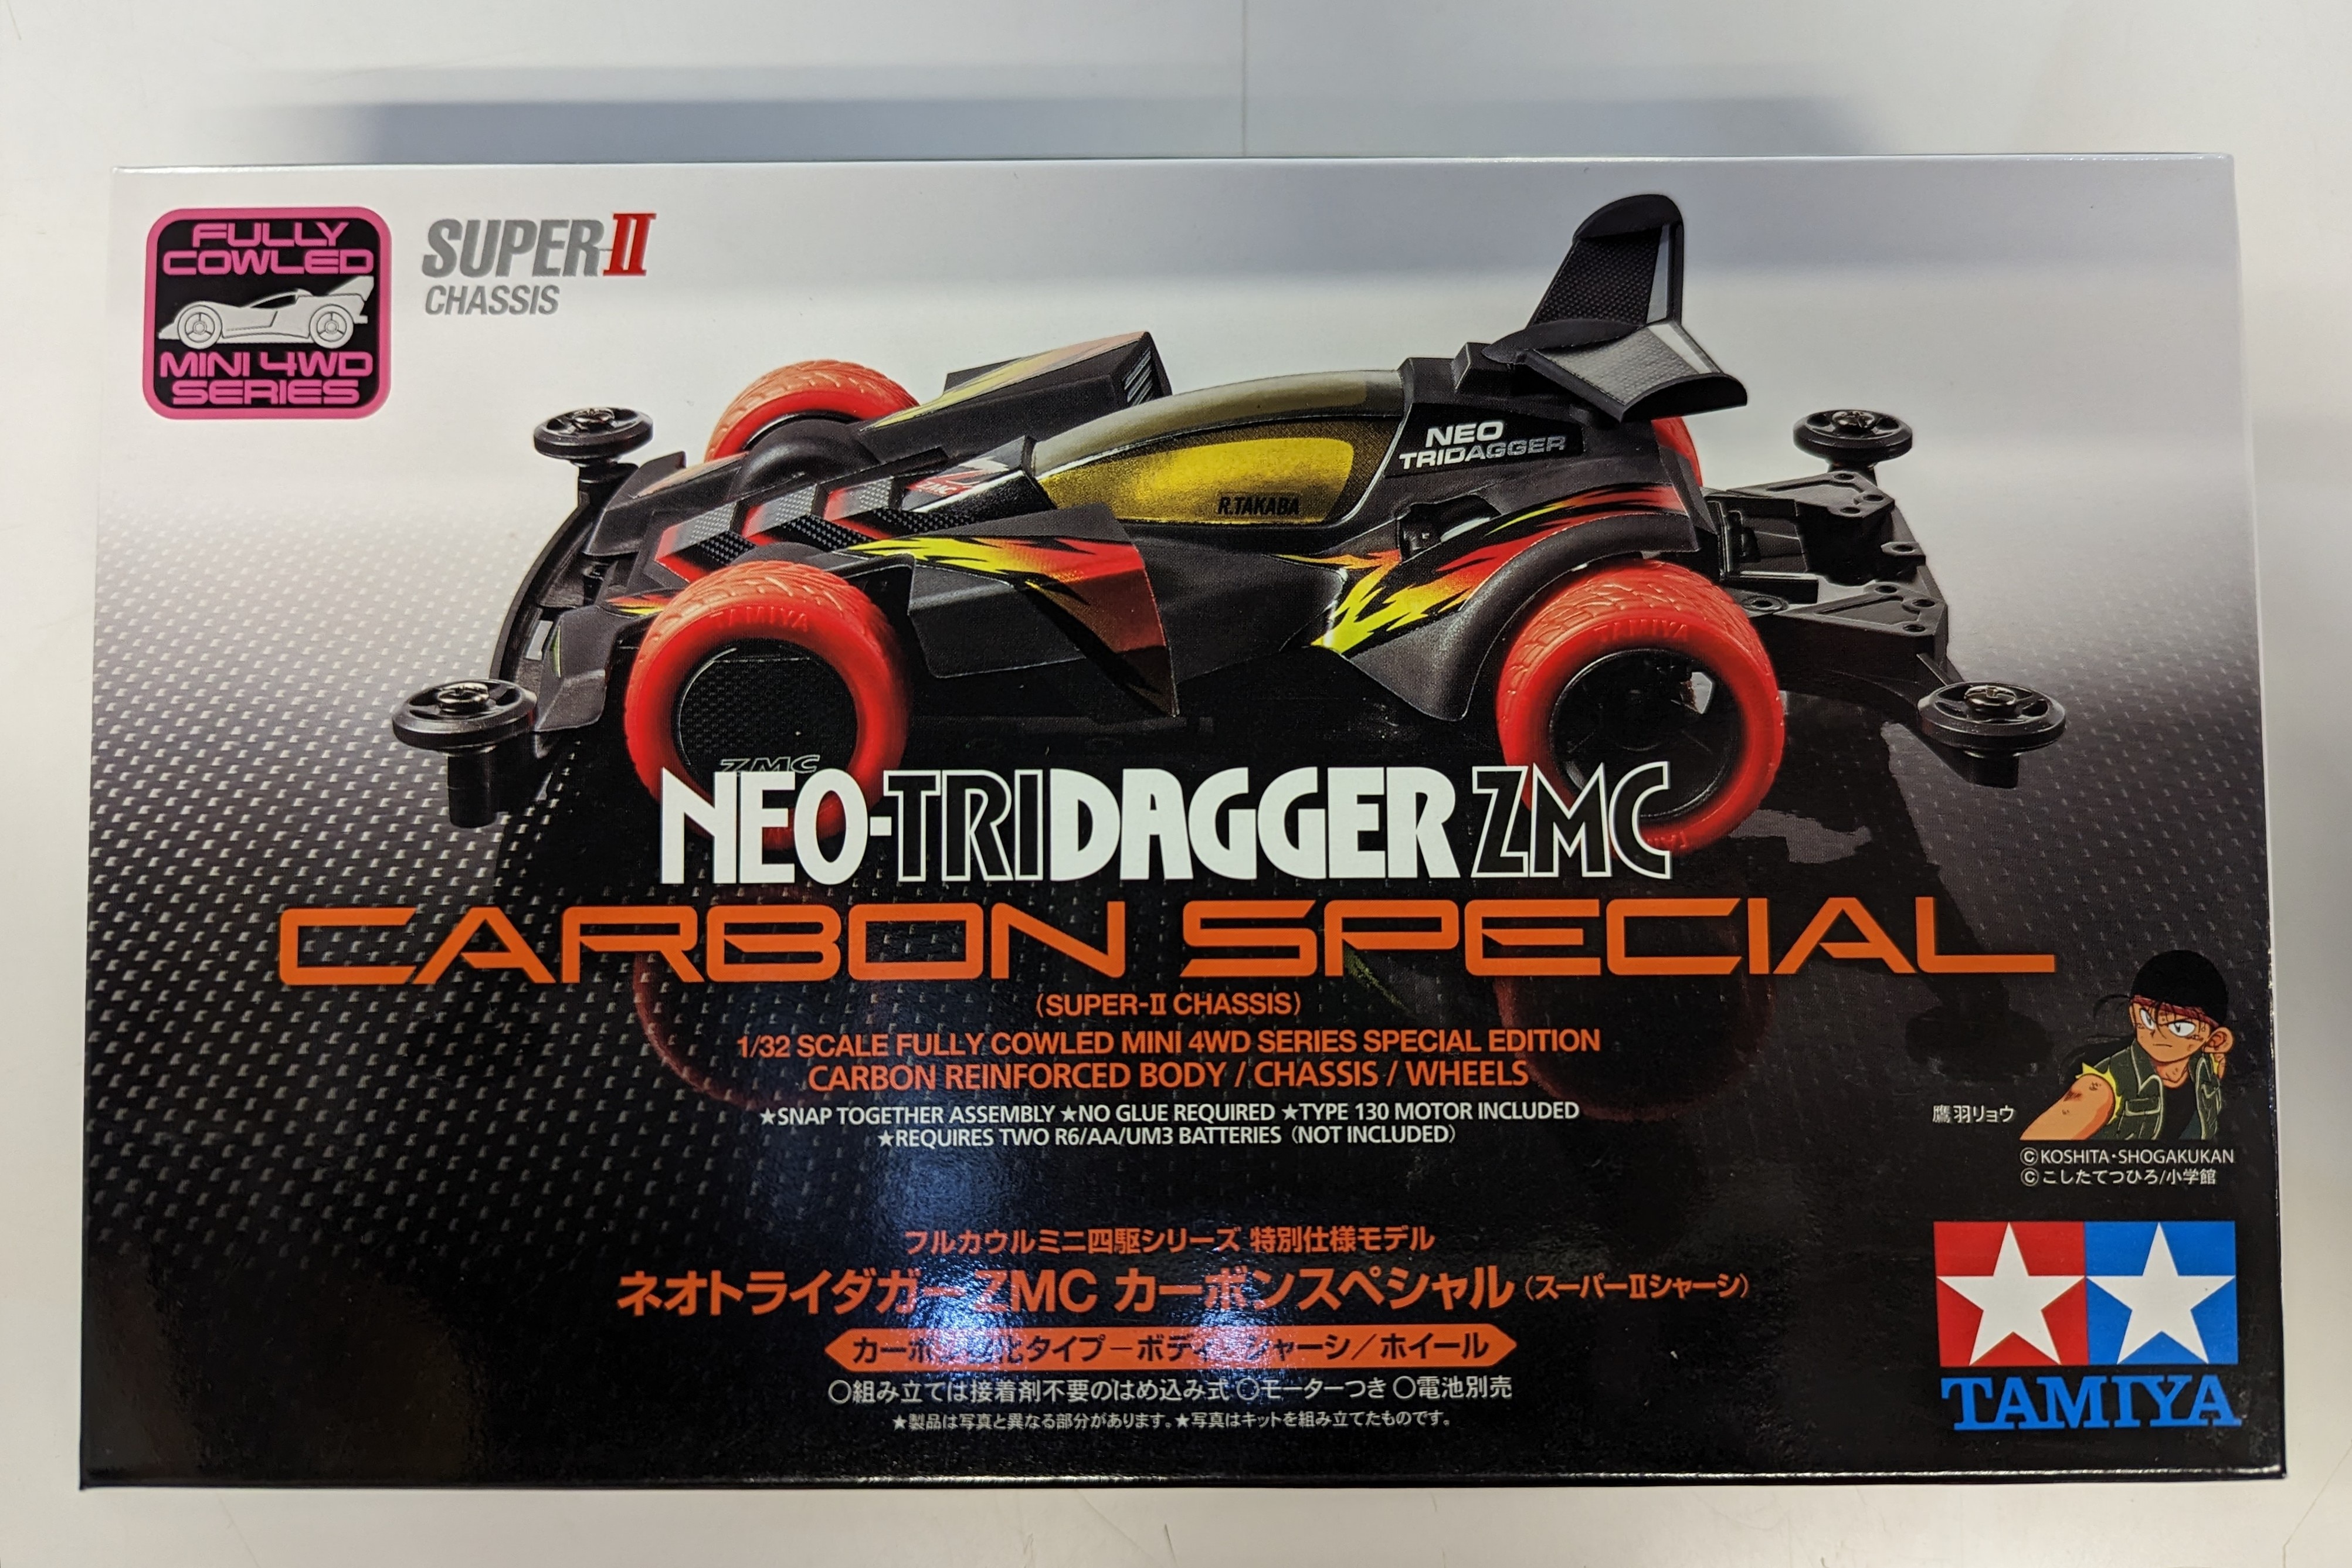 FULLY
COWLED
MINI 4WD
SERIES
SUPER-II
CHASSIS
NEO
TRIDAGGER
ZMC
R.TAKABA
TAMIYA
TAMIYA
ZMC
NEO-TRIDAGGER ZMC
CARBON SPECIAL
(SUPER-II CHASSIS)
1/32 SCALE FULLY COWLED MINI 4WD SERIES SPECIAL EDITION
CARBON REINFORCED BODY / CHASSIS / WHEELS
★SNAP TOGETHER ASSEMBLY ★NO GLUE REQUIRED ★TYPE 130 MOTOR INCLUDED
★REQUIRES TWO R6/AA/UM3 BATTERIES (NOT INCLUDED)
鷹羽リョウ
©KOSHITA・SHOGAKUKAN
©こしたてつひろ/小学館
フルカウルミニ四駆シリーズ 特別仕様モデル
ネオトライダガー ZMC カーボンスペシャル(スーパーIIシャーシ)
カーボ 化タイプ−ボディ シャーシ/ホイール
○組み立ては接着剤不要のはめ込み式 ○モーターつき ○電池別売
★製品は写真と異なる部分があります。★写真はキットを組み立てたものです。
TAMIYA